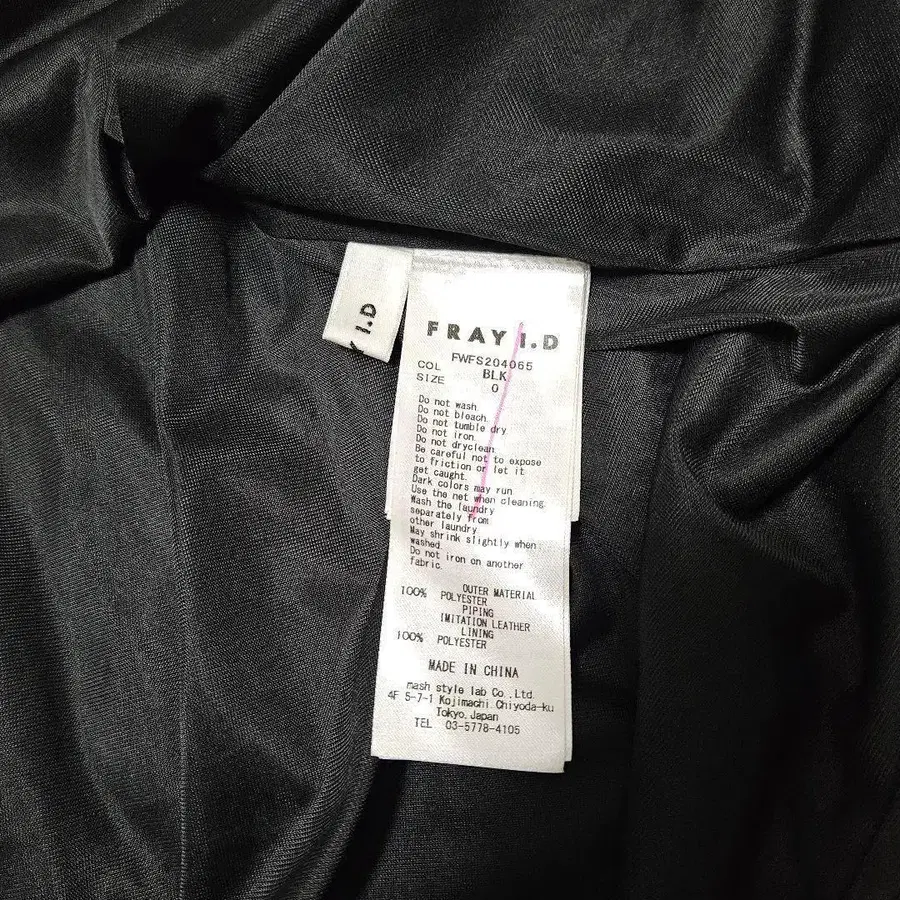 Y I.D
FRAY I.D
FWFS204065
COL BLK
SIZE 0
Do not wash.
Do not bleach.
Do not tumble dry.
Do not iron.
Do not dryclean.
Be careful not to expose
to friction or let it
get caught.
Dark colors may run.
Use the net when cleaning.
Wash the laundry
separately from
other laundry.
May shrink slightly when
washed.
Do not iron on another
fabric.
OUTER MATERIAL
100% POLYESTER
PIPING
IMITATION LEATHER
LINING
100% POLYESTER
MADE IN CHINA
mash style lab Co.,Ltd.
4F 5-7-1 Kojimachi Chiyoda-ku
Tokyo,Japan
TEL 03-5778-4105